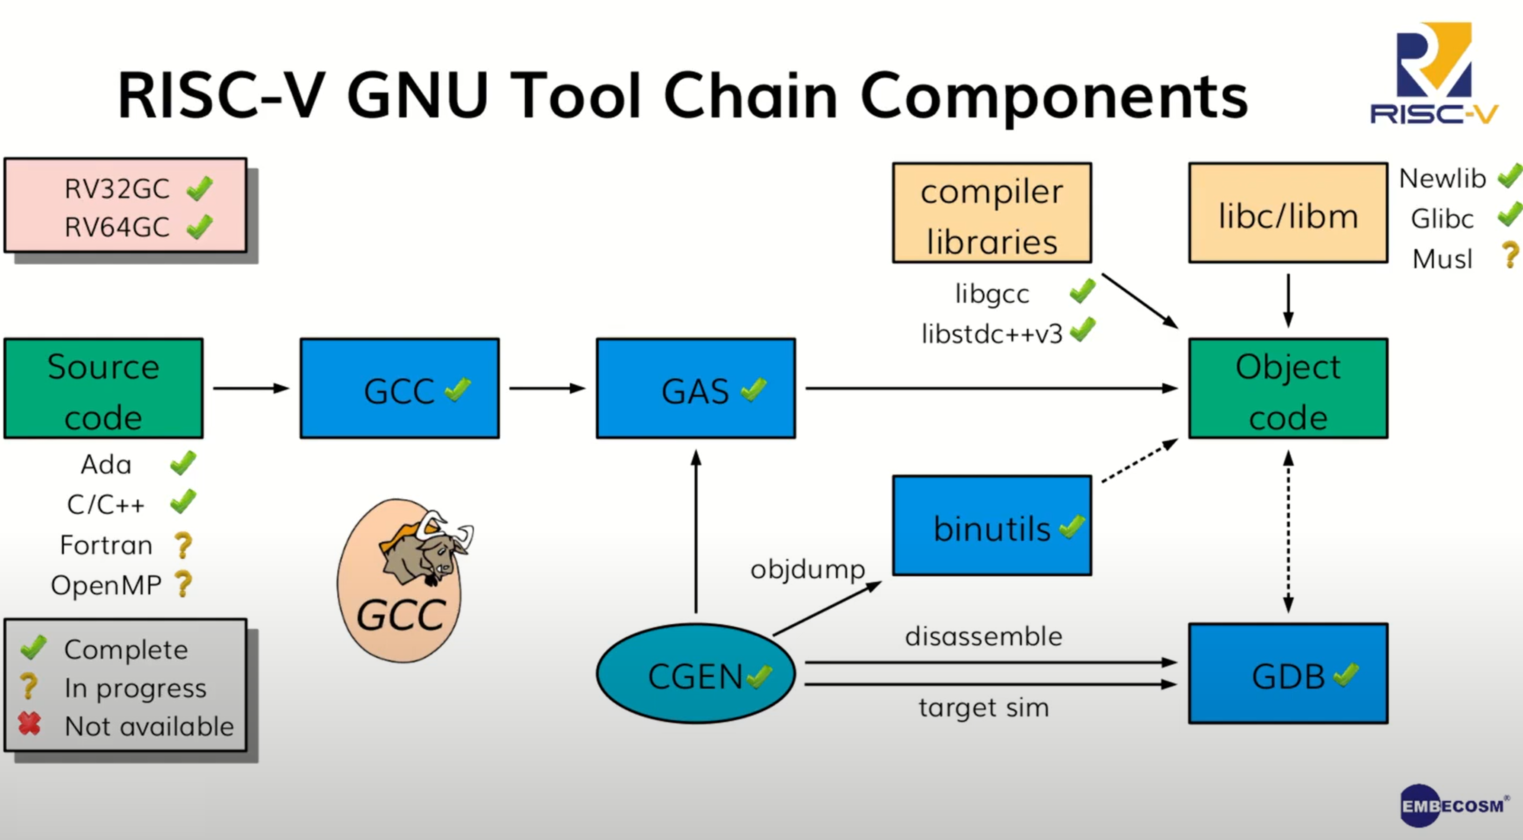 RISC-V GNU Tool Chain Components
RISC-V
RV32GC
RV64GC
compiler
libraries
libgcc
libstdc++v3
libc/libm
Newlib
Glibc
Musl
Source
code
GCC
GAS
Object
code
Ada
C/C++
Fortran
OpenMP
GCC
binutils
objdump
CGEN
disassemble
target sim
GDB
Complete
In progress
Not available
EMBECOSM®